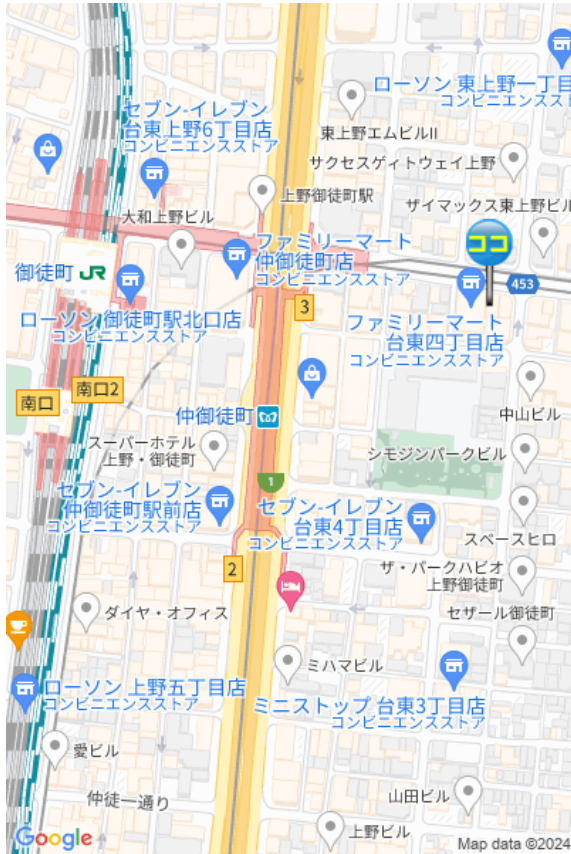 ローソン 東上野一丁目
コンビニエンススト
セブン-イレブン
台東上野6丁目店
コンビニエンスストア
東上野エムビルII
サクセスゲイトウェイ上野
上野御徒町駅
ザイマックス東上野ビル
大和上野ビル
ファミリーマート
仲御徒町店
コンビニエンスストア
ココ
御徒町 JR
453
3
ローソン 御徒町駅北口店
コンビニエンスストア
ファミリーマート
台東四丁目店
コンビニエンスストア
南口
南口2
中山ビル
仲御徒町
スーパーホテル
上野・御徒町
シモジンパークビル
1
セブン-イレブン
仲御徒町駅前店
コンビニエンスストア
セブン-イレブン
台東4丁目店
コンビニエンスストア
スペースヒロ
2
ザ・パークハビオ
上野御徒町
セザール御徒町
ダイヤ・オフィス
ミハマビル
ローソン 上野五丁目店
コンビニエンスストア
ミニストップ 台東3丁目店
コンビニエンスストア
愛ビル
仲徒一通り
山田ビル
上野ビル
Google
Map data ©2024